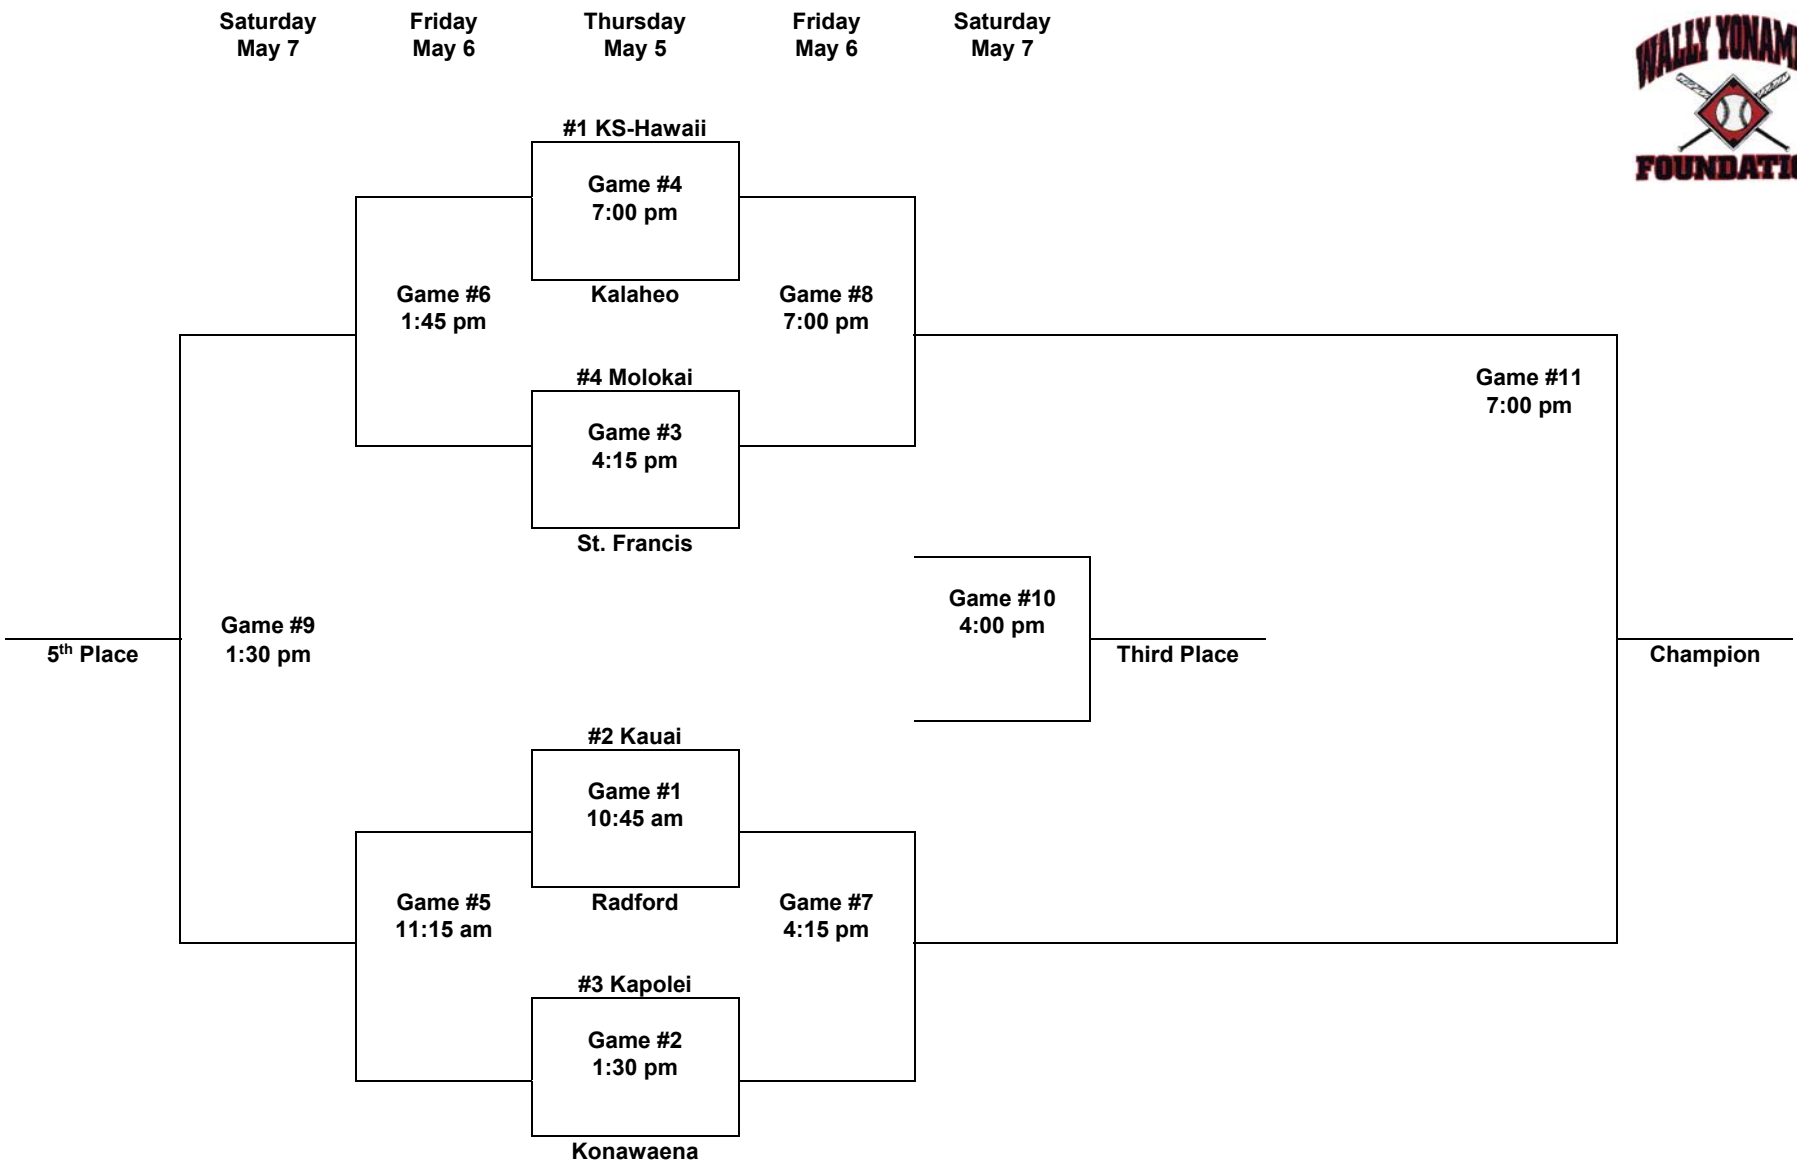 Saturday
May 7
Friday
May 6
Thursday
May 5
Friday
May 6
Saturday
May 7
WALLY YONAM
FOUNDATI
#1 KS-Hawaii
Game #4
7:00 pm
Kalaheo
Game #6
1:45 pm
Game #8
7:00 pm
#4 Molokai
Game #3
4:15 pm
St. Francis
Game #11
7:00 pm
Game #9
1:30 pm
5th Place
Game #10
4:00 pm
Third Place
Champion
#2 Kauai
Game #1
10:45 am
Radford
Game #5
11:15 am
Game #7
4:15 pm
#3 Kapolei
Game #2
1:30 pm
Konawaena